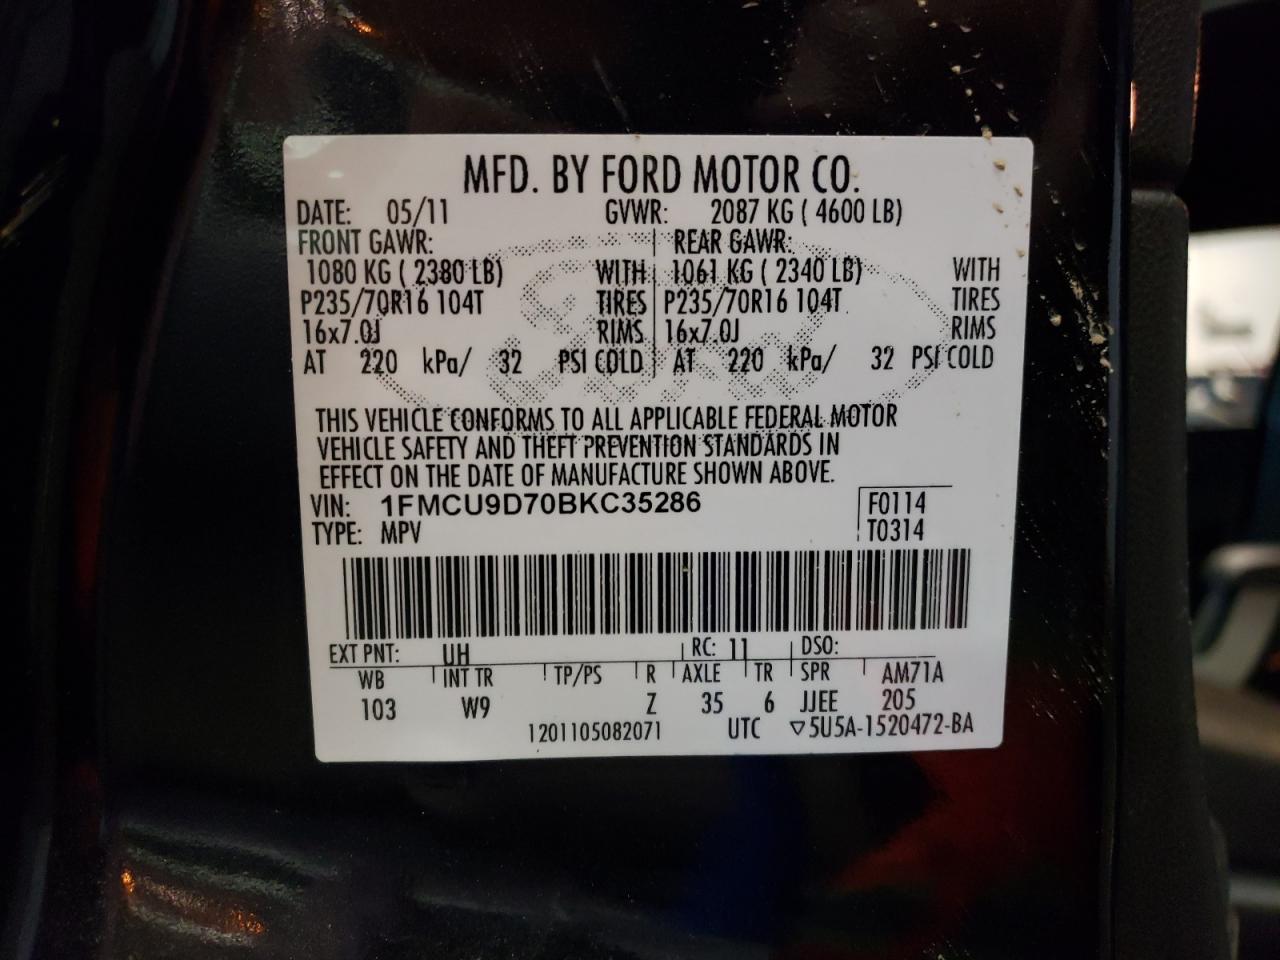 MFD. BY FORD MOTOR CO.
DATE: 05/11 GVWR: 2087 KG ( 4600 LB)
FRONT GAWR: REAR GAWR:
1080 KG ( 2380 LB) WITH 1061 KG ( 2340 LB) WITH
P235/70R16 104T TIRES P235/70R16 104T TIRES
16x7.0J RIMS 16x7.0J RIMS
AT 220 kPa/ 32 PSI COLD AT 220 kPa/ 32 PSI COLD
THIS VEHICLE CONFORMS TO ALL APPLICABLE FEDERAL MOTOR
VEHICLE SAFETY AND THEFT PREVENTION STANDARDS IN
EFFECT ON THE DATE OF MANUFACTURE SHOWN ABOVE.
VIN: 1FMCU9D70BKC35286 F0114
TYPE: MPV T0314
EXT PNT: UH RC: 11 DSO:
WB INT TR TP/PS R AXLE TR SPR AM71A
103 W9 Z 35 6 JJEE 205
1201105082071 UTC ▽5U5A-1520472-BA